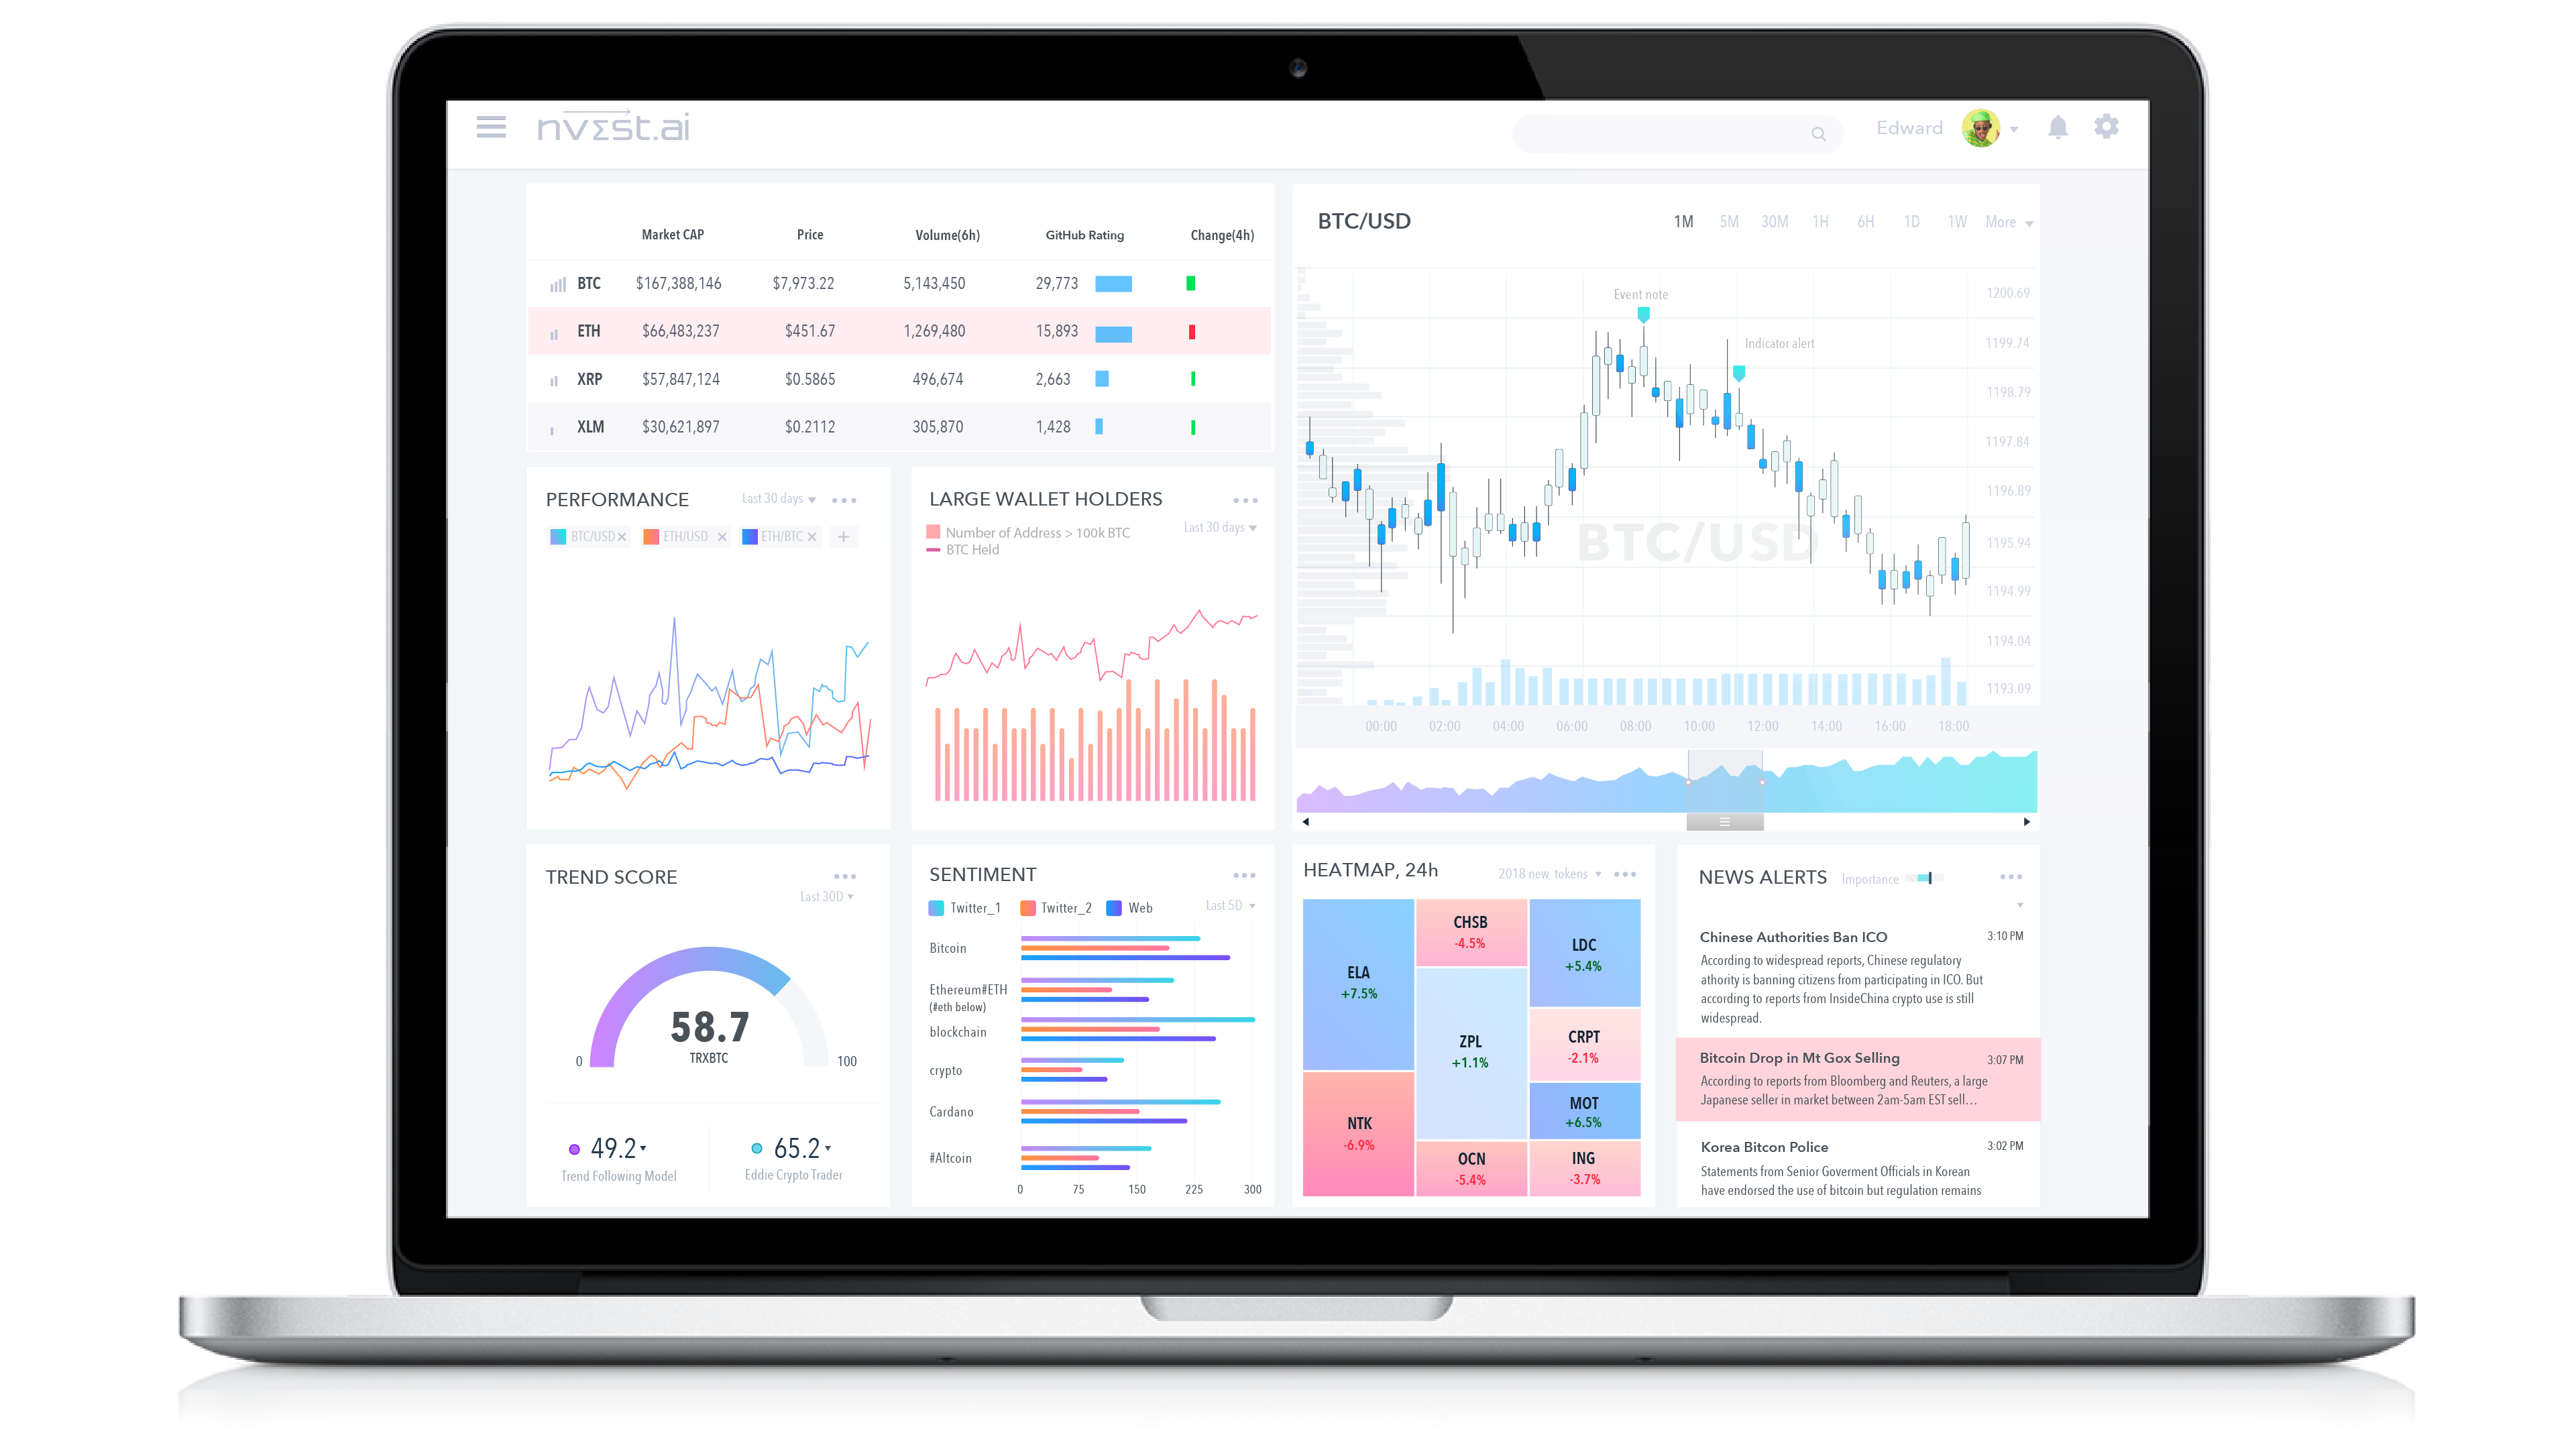 nvΣst.ai
Edward
Market CAP Price Volume(6h) GitHub Rating Change(4h)
BTC $167,388,146 $7,973.22 5,143,450 29,773
ETH $66,483,237 $451.67 1,269,480 15,893
XRP $57,847,124 $0.5865 496,674 2,663
XLM $30,621,897 $0.2112 305,870 1,428
BTC/USD 1M 5M 30M 1H 6H 1D 1W More
Event note
Indicator alert
BTC/USD
1200.69
1199.74
1198.79
1197.84
1196.89
1195.94
1194.99
1194.04
1193.09
00:00 02:00 04:00 06:00 08:00 10:00 12:00 14:00 16:00 18:00
PERFORMANCE Last 30 days
BTC/USD ETH/USD ETH/BTC
LARGE WALLET HOLDERS
Number of Address > 100k BTC Last 30 days
BTC Held
TREND SCORE
Last 30D
58.7
TRXBTC
0 100
49.2 65.2
Trend Following Model Eddie Crypto Trader
SENTIMENT
Twitter_1 Twitter_2 Web Last 5D
Bitcoin
Ethereum#ETH
(#eth below)
blockchain
crypto
Cardano
#Altcoin
0 75 150 225 300
HEATMAP, 24h 2018 new tokens
ELA
+7.5%
NTK
-6.9%
CHSB
-4.5%
ZPL
+1.1%
OCN
-5.4%
LDC
+5.4%
CRPT
-2.1%
MOT
+6.5%
ING
-3.7%
NEWS ALERTS Importance
Chinese Authorities Ban ICO 3:10 PM
According to widespread reports, Chinese regulatory
athority is banning citizens from participating in ICO. But
according to reports from InsideChina crypto use is still
widespread.
Bitcoin Drop in Mt Gox Selling 3:07 PM
According to reports from Bloomberg and Reuters, a large
Japanese seller in market between 2am-5am EST sell…
Korea Bitcon Police 3:02 PM
Statements from Senior Goverment Officials in Korean
have endorsed the use of bitcoin but regulation remains